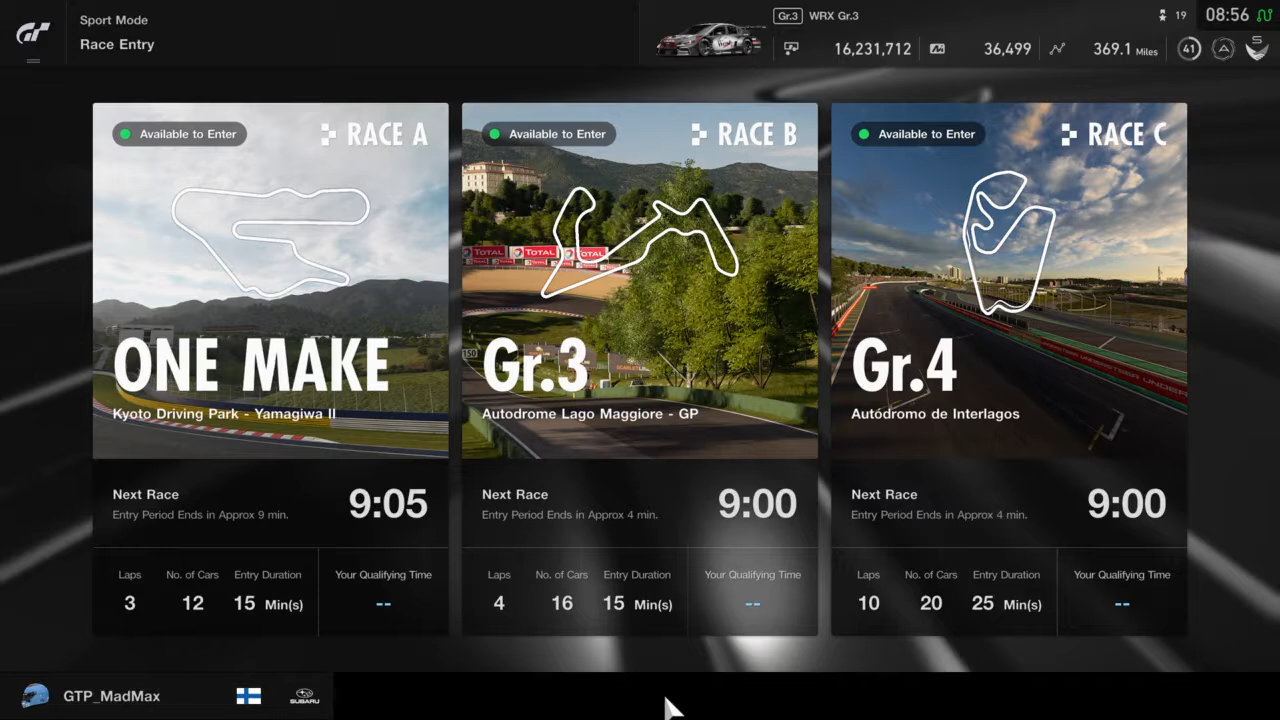 Sport Mode
Race Entry
Gr.3 WRX Gr.3
19
08:56
16,231,712
36,499
369.1 Miles
41
A
S
Available to Enter
RACE A
ONE MAKE
Kyoto Driving Park - Yamagiwa II
Next Race
Entry Period Ends in Approx 9 min.
9:05
Laps No. of Cars Entry Duration Your Qualifying Time
3 12 15 Min(s) --
Available to Enter
RACE B
TOTAL TOTAL TOTAL
150
Gr.3
Autodrome Lago Maggiore - GP
Next Race
Entry Period Ends in Approx 4 min.
9:00
Laps No. of Cars Entry Duration Your Qualifying Time
4 16 15 Min(s) --
Available to Enter
RACE C
Gr.4
Autódromo de Interlagos
Next Race
Entry Period Ends in Approx 4 min.
9:00
Laps No. of Cars Entry Duration Your Qualifying Time
10 20 25 Min(s) --
GTP_MadMax
SUBARU